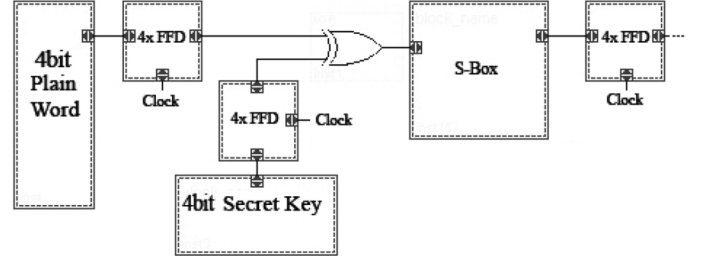 4bit
Plain
Word
4x FFD
Clock
4x FFD
Clock
4bit Secret Key
S-Box
4x FFD
Clock